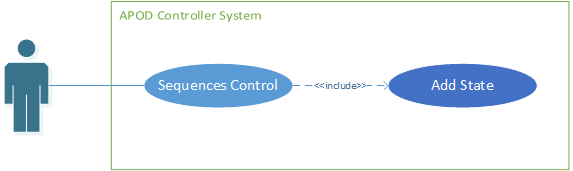 APOD Controller System
Sequences Control
<<include>>
Add State